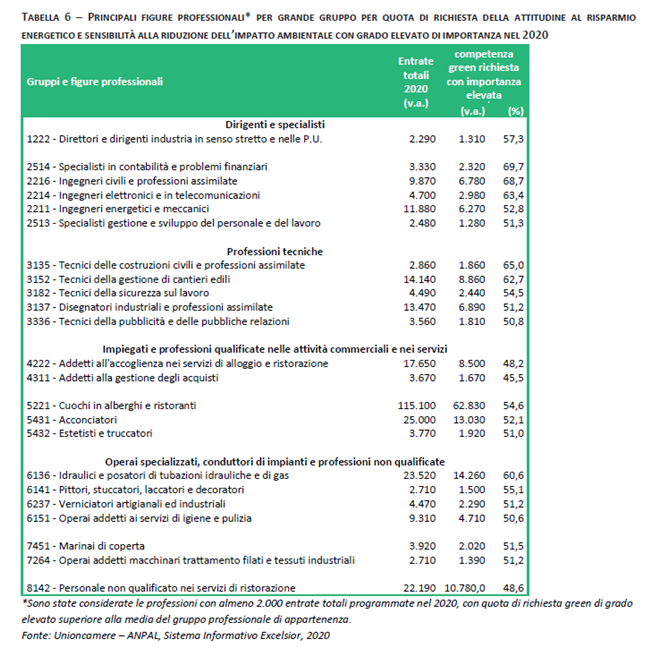 TABELLA 6 – PRINCIPALI FIGURE PROFESSIONALI* PER GRANDE GRUPPO PER QUOTA DI RICHIESTA DELLA ATTITUDINE AL RISPARMIO
ENERGETICO E SENSIBILITÀ ALLA RIDUZIONE DELL'IMPATTO AMBIENTALE CON GRADO ELEVATO DI IMPORTANZA NEL 2020
Gruppi e figure professionali
Entrate totali 2020 (v.a.)
competenza green richiesta con importanza elevata
(v.a.) (%)
Dirigenti e specialisti
1222 - Direttori e dirigenti industria in senso stretto e nelle P.U. 2.290 1.310 57,3
2514 - Specialisti in contabilità e problemi finanziari 3.330 2.320 69,7
2216 - Ingegneri civili e professioni assimilate 9.870 6.780 68,7
2214 - Ingegneri elettronici e in telecomunicazioni 4.700 2.980 63,4
2211 - Ingegneri energetici e meccanici 11.880 6.270 52,8
2513 - Specialisti gestione e sviluppo del personale e del lavoro 2.480 1.280 51,3
Professioni tecniche
3135 - Tecnici delle costruzioni civili e professioni assimilate 2.860 1.860 65,0
3152 - Tecnici della gestione di cantieri edili 14.140 8.860 62,7
3182 - Tecnici della sicurezza sul lavoro 4.490 2.440 54,5
3137 - Disegnatori industriali e professioni assimilate 13.470 6.890 51,2
3336 - Tecnici della pubblicità e delle pubbliche relazioni 3.560 1.810 50,8
Impiegati e professioni qualificate nelle attività commerciali e nei servizi
4222 - Addetti all'accoglienza nei servizi di alloggio e ristorazione 17.650 8.500 48,2
4311 - Addetti alla gestione degli acquisti 3.670 1.670 45,5
5221 - Cuochi in alberghi e ristoranti 115.100 62.830 54,6
5431 - Acconciatori 25.000 13.030 52,1
5432 - Estetisti e truccatori 3.770 1.920 51,0
Operai specializzati, conduttori di impianti e professioni non qualificate
6136 - Idraulici e posatori di tubazioni idrauliche e di gas 23.520 14.260 60,6
6141 - Pittori, stuccatori, laccatori e decoratori 2.710 1.500 55,1
6237 - Verniciatori artigianali ed industriali 4.470 2.290 51,2
6151 - Operai addetti ai servizi di igiene e pulizia 9.310 4.710 50,6
7451 - Marinai di coperta 3.920 2.020 51,5
7264 - Operai addetti macchinari trattamento filati e tessuti industriali 2.710 1.390 51,2
8142 - Personale non qualificato nei servizi di ristorazione 22.190 10.780,0 48,6
*Sono state considerate le professioni con almeno 2.000 entrate totali programmate nel 2020, con quota di richiesta green di grado
elevato superiore alla media del gruppo professionale di appartenenza.
Fonte: Unioncamere – ANPAL, Sistema Informativo Excelsior, 2020